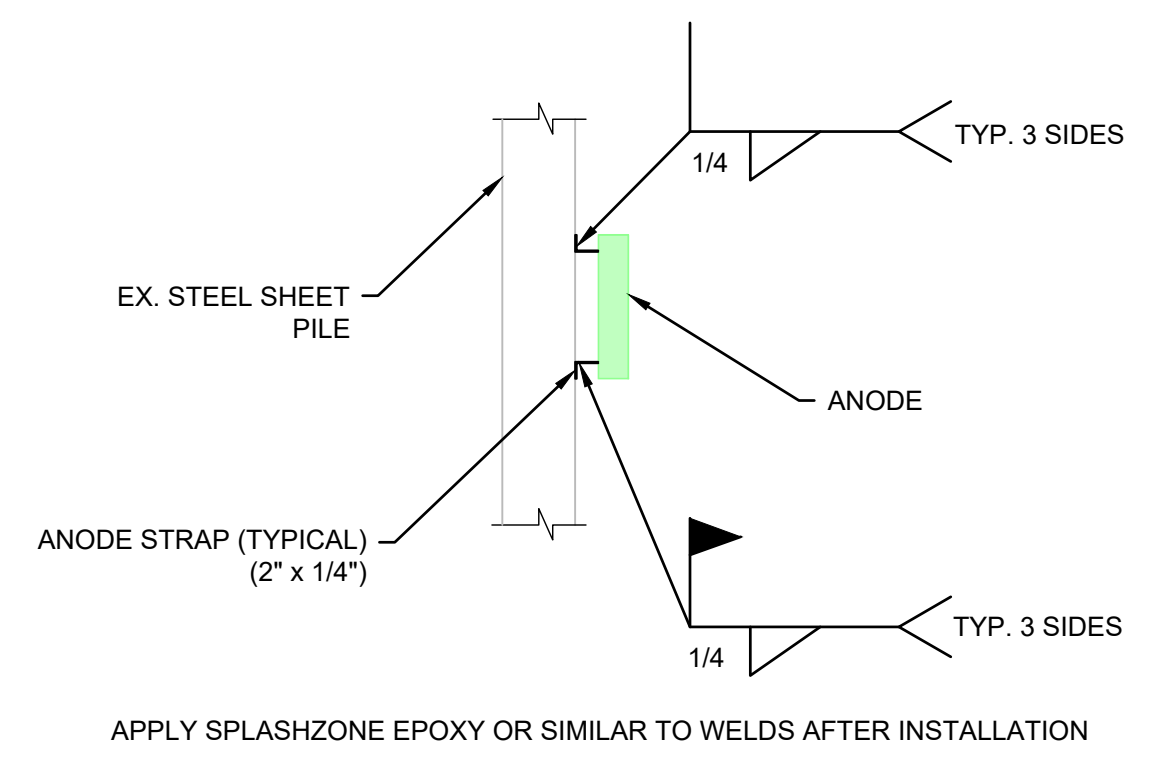 TYP. 3 SIDES
1/4
EX. STEEL SHEET
PILE
ANODE
ANODE STRAP (TYPICAL)
(2" x 1/4")
TYP. 3 SIDES
1/4
APPLY SPLASHZONE EPOXY OR SIMILAR TO WELDS AFTER INSTALLATION